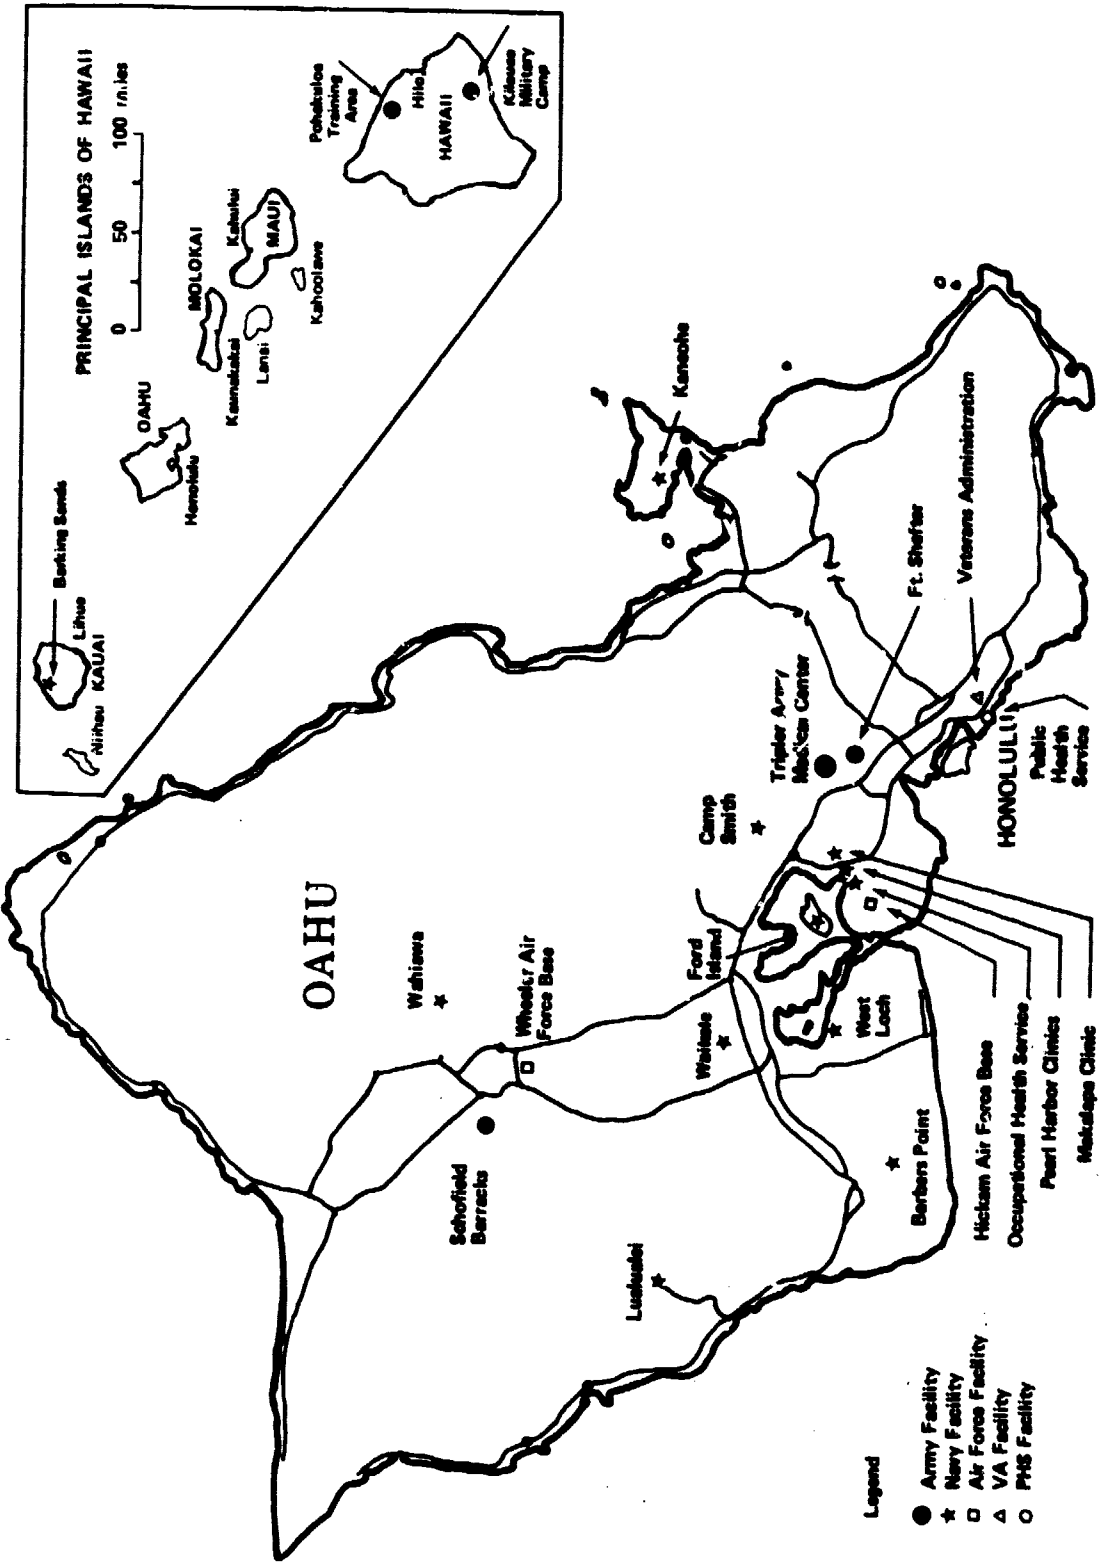 PRINCIPAL ISLANDS OF HAWAII
0 50 100 miles
Barking Sands
Lihue
KAUAI
Niihau
OAHU
Honolulu
MOLOKAI
Kaunakakai
Lanai
Kahului
MAUI
Kahoolawe
Pohakuloa
Training
Area
Hilo
HAWAII
Kilauea
Military
Camp
OAHU
Wahiawa
Wheeler Air
Force Base
Schofield
Barracks
Lualualei
Waikele
Ford
Island
Camp
Smith
Tripler Army
Medical Center
Ft. Shafter
Kaneohe
Veterans Administration
HONOLULU
Public
Health
Service
West
Loch
Barbers Point
Hickam Air Force Base
Occupational Health Service
Pearl Harbor Clinics
Makalapa Clinic
Legend
Army Facility
Navy Facility
Air Force Facility
VA Facility
PHS Facility